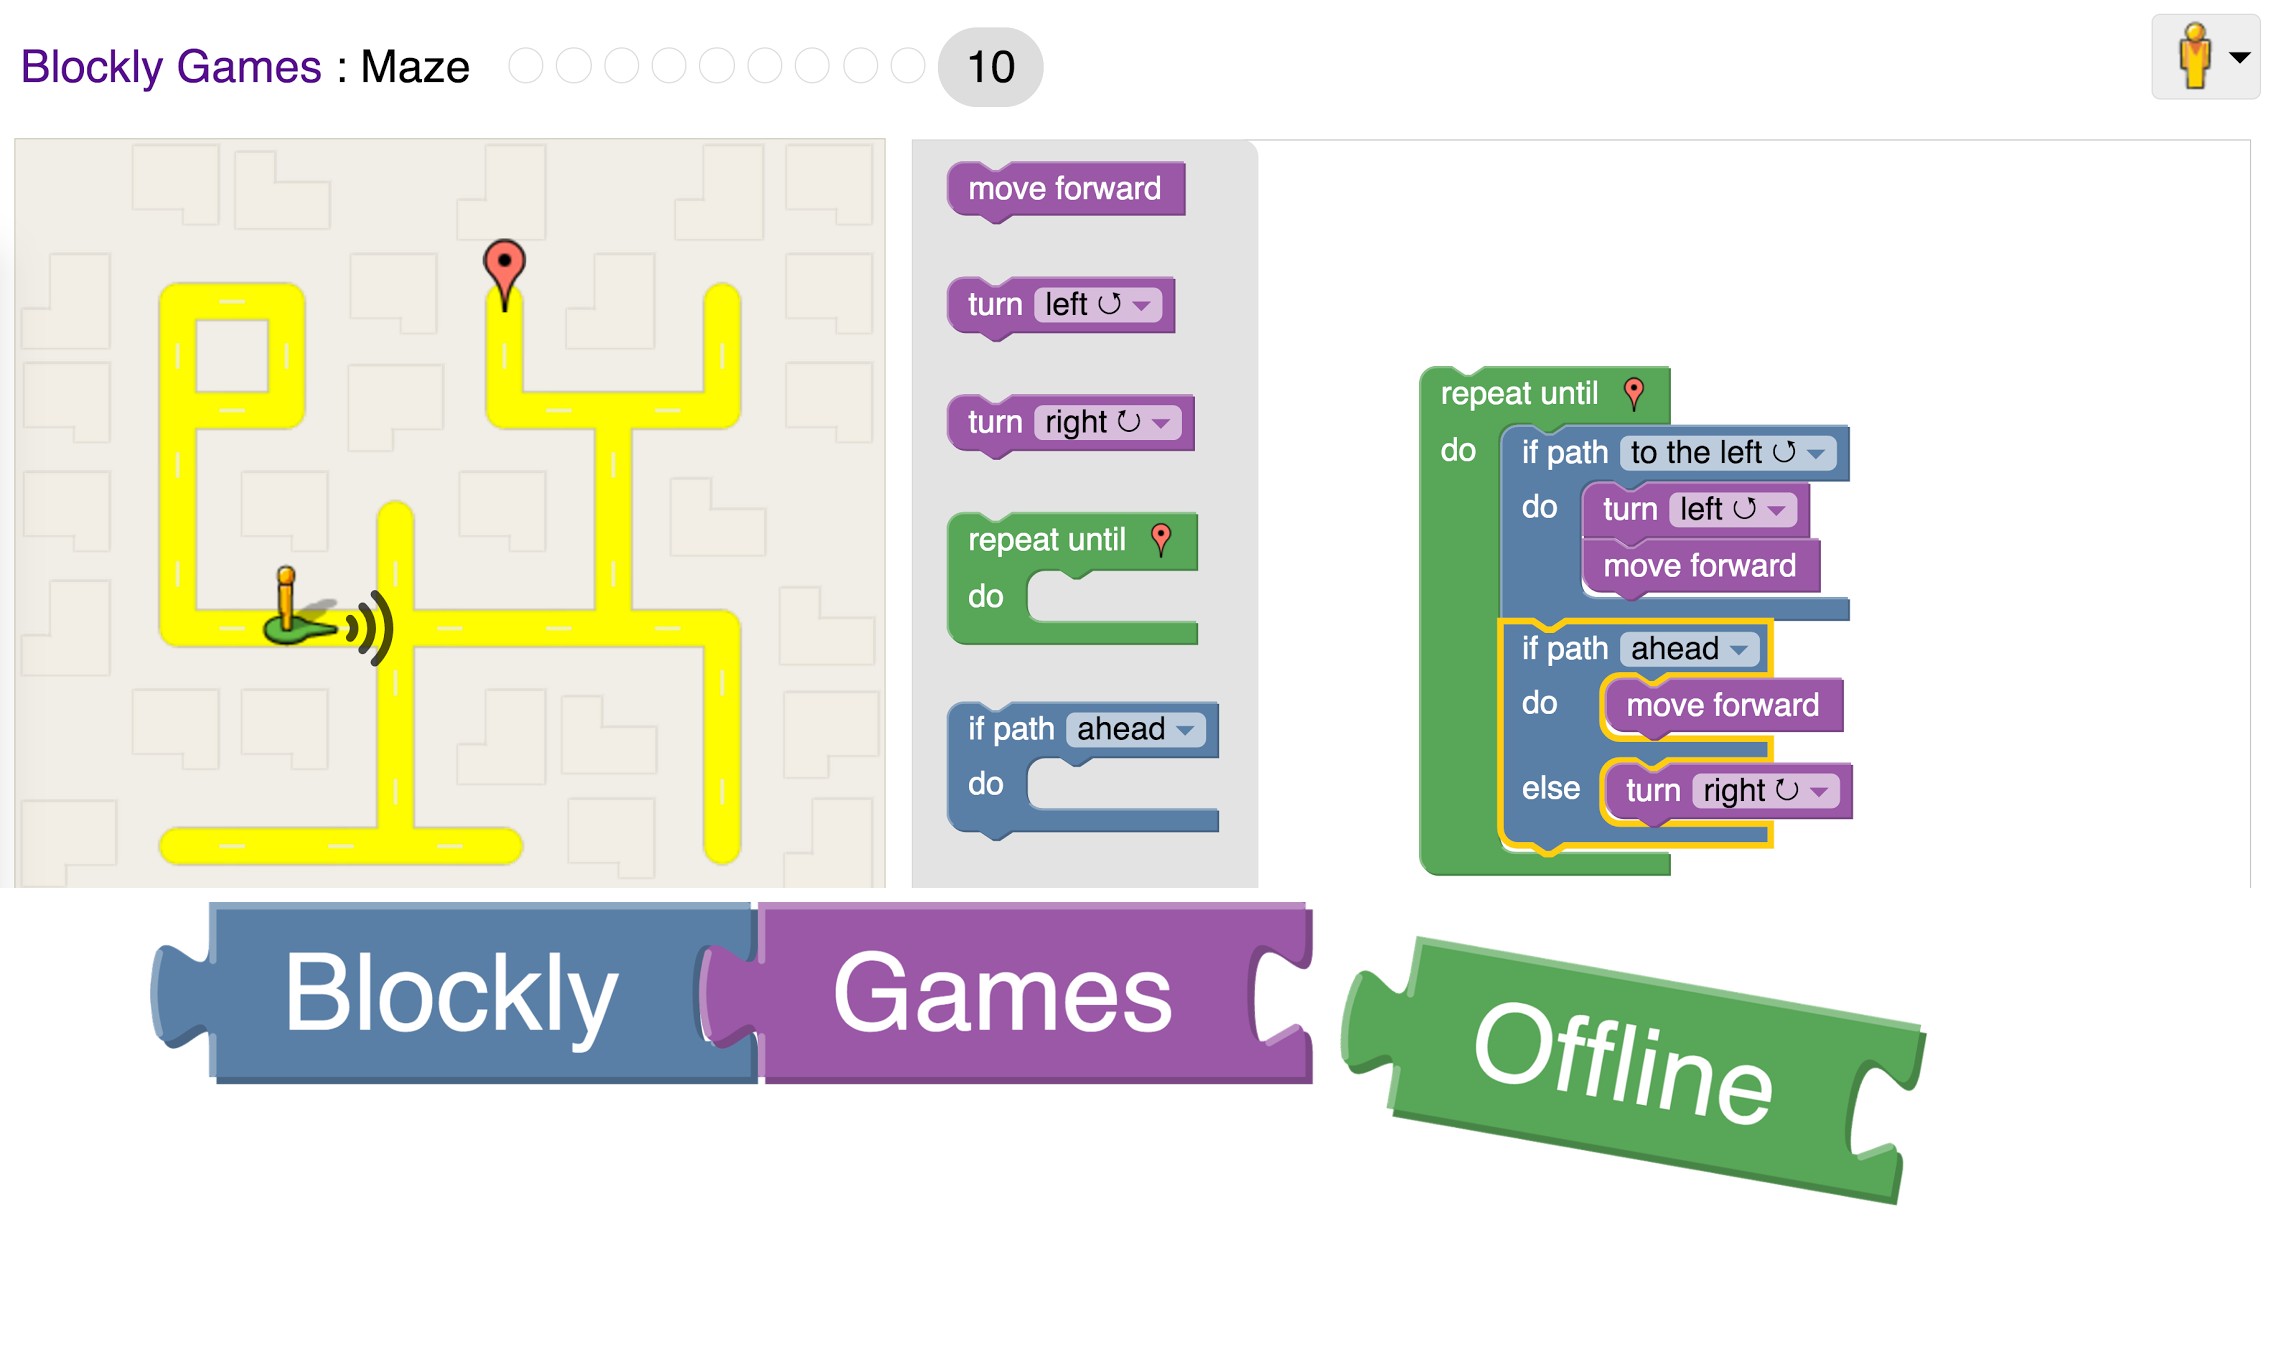 Blockly Games : Maze 10
move forward
turn left
turn right
repeat until
do
if path ahead
do
repeat until
do
if path to the left
do
turn left
move forward
if path ahead
do
move forward
else
turn right
Blockly Games
Offline